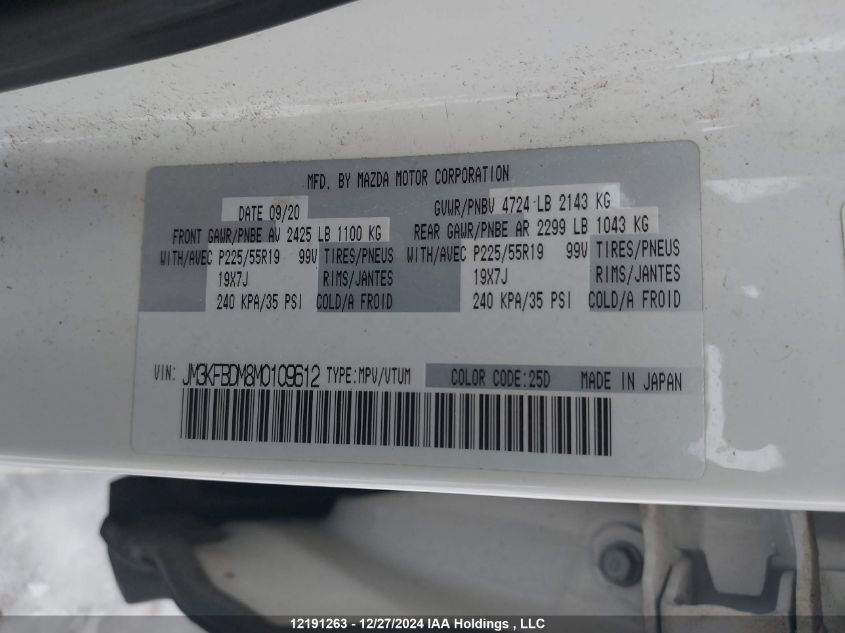 MFD. BY MAZDA MOTOR CORPORATION
DATE 09/20 GVWR/PNBV 4724 LB 2143 KG
FRONT GAWR/PNBE AV 2425 LB 1100 KG REAR GAWR/PNBE AR 2299 LB 1043 KG
WITH/AVEC P225/55R19 99V TIRES/PNEUS WITH/AVEC P225/55R19 99V TIRES/PNEUS
19X7J RIMS/JANTES 19X7J RIMS/JANTES
240 KPA/35 PSI COLD/A FROID 240 KPA/35 PSI COLD/A FROID
VIN: JM3KFBDM8M0109612 TYPE:MPV/VTUM COLOR CODE:25D MADE IN JAPAN
12191263 - 12/27/2024 IAA Holdings , LLC